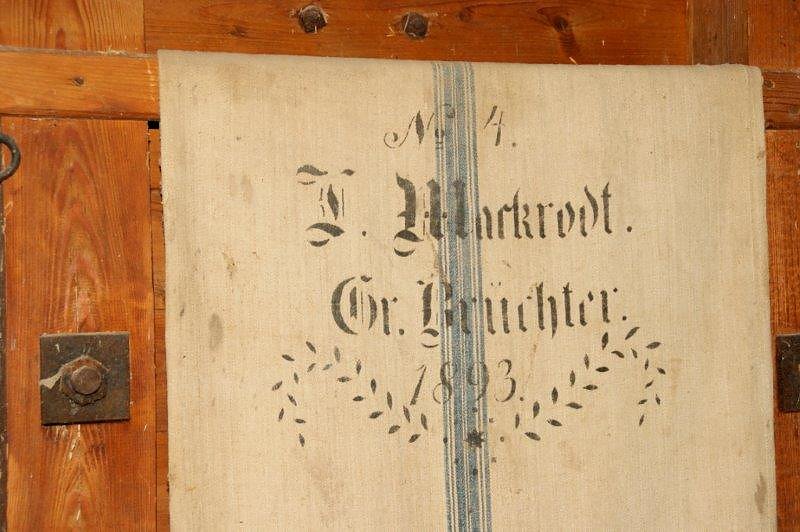 No 4.
F. Mackrodt.
Gr. Brüchter.
1893.